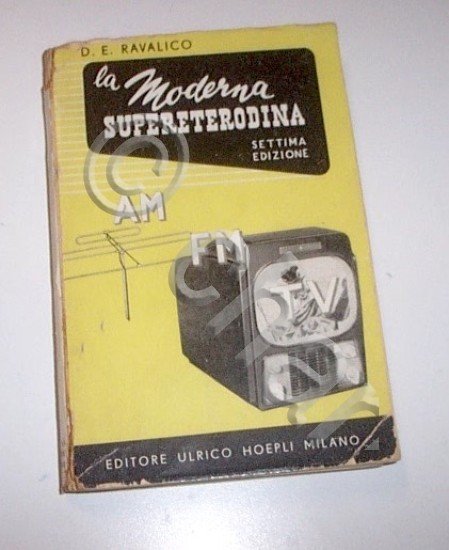 D. E. RAVALICO
la Moderna
SUPERETERODINA
SETTIMA
EDIZIONE
AM
FM
TV
EDITORE ULRICO HOEPLI MILANO